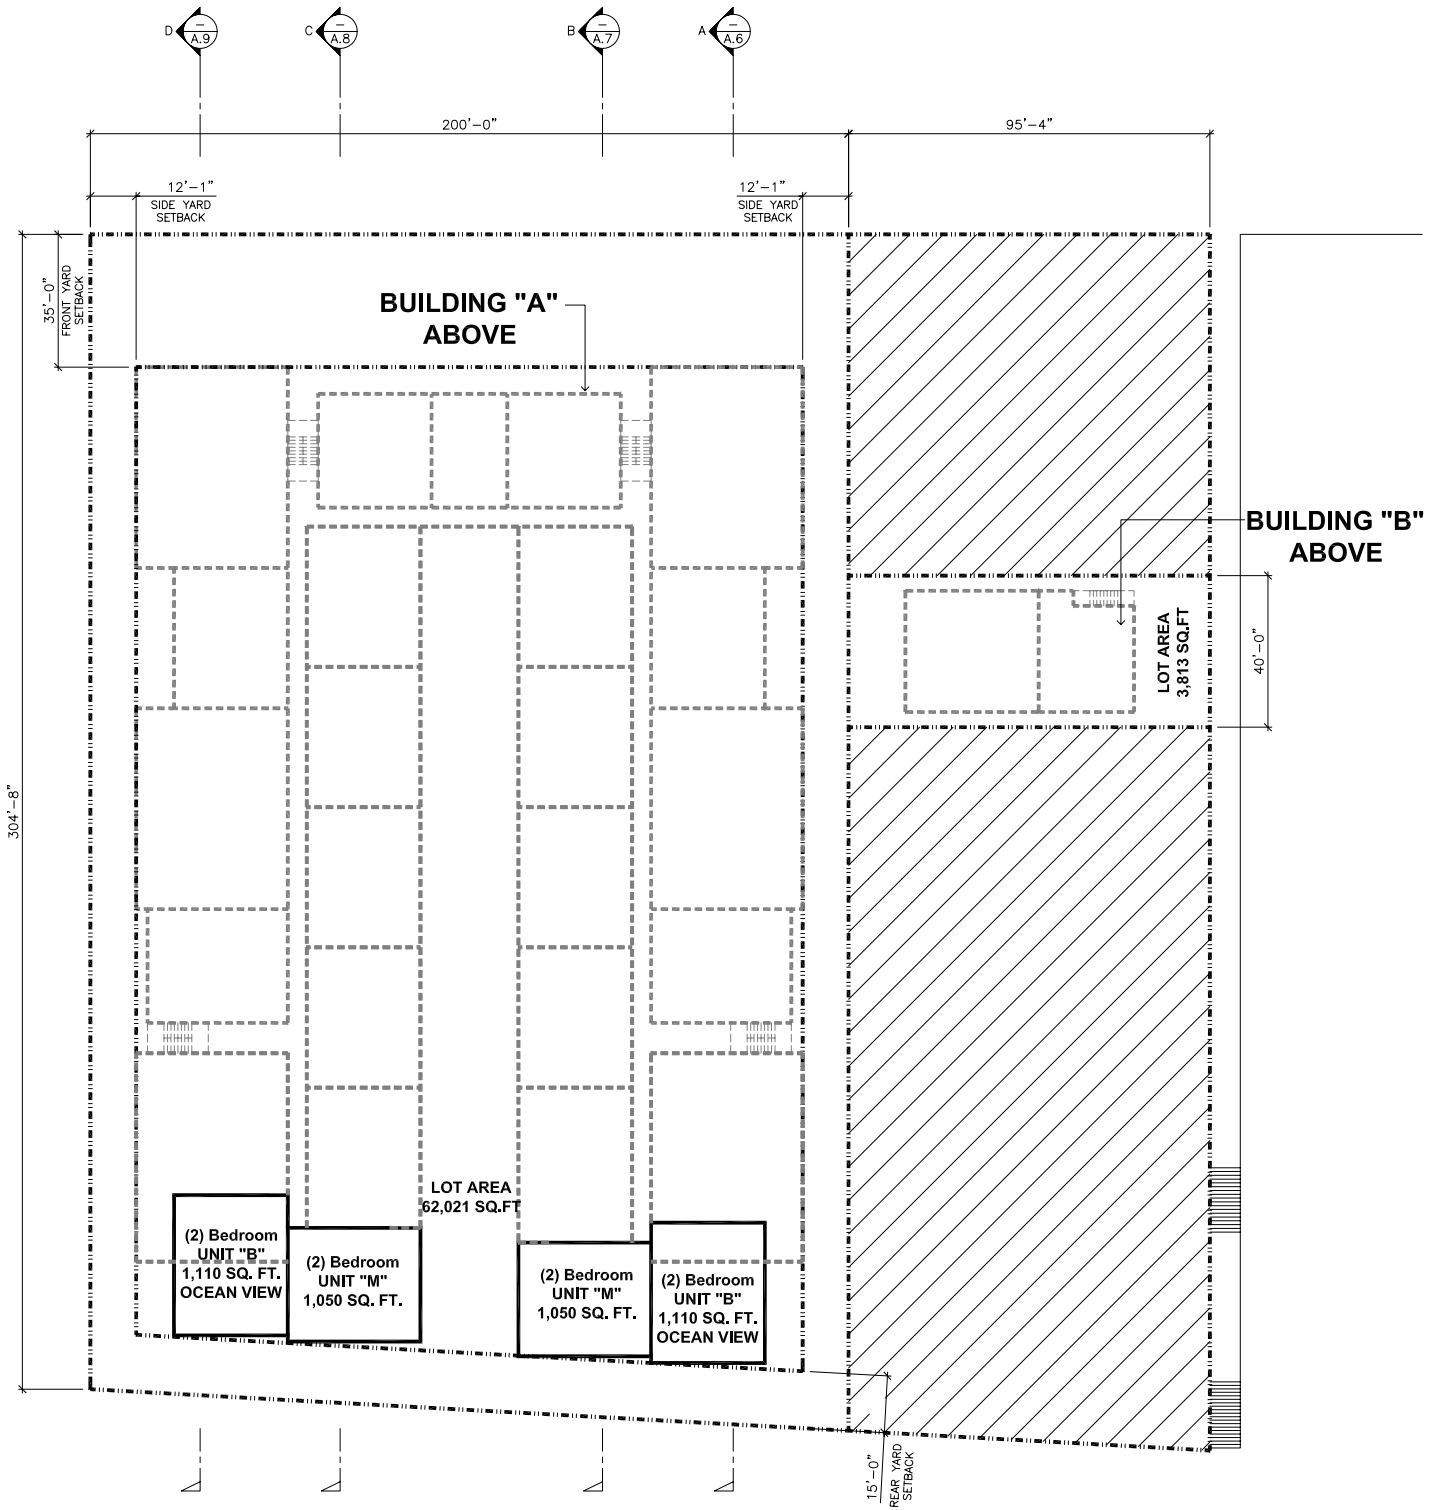 D
–
A.9
C
–
A.8
B
–
A.7
A
–
A.6
200'-0"
95'-4"
12'-1"
SIDE YARD
SETBACK
12'-1"
SIDE YARD
SETBACK
35'-0"
FRONT YARD
SETBACK
BUILDING "A"
ABOVE
BUILDING "B"
ABOVE
LOT AREA
3,813 SQ.FT
40'-0"
304'-8"
LOT AREA
62,021 SQ.FT
(2) Bedroom
UNIT "B"
1,110 SQ. FT.
OCEAN VIEW
(2) Bedroom
UNIT "M"
1,050 SQ. FT.
(2) Bedroom
UNIT "M"
1,050 SQ. FT.
(2) Bedroom
UNIT "B"
1,110 SQ. FT.
OCEAN VIEW
15'-0"
REAR YARD
SETBACK